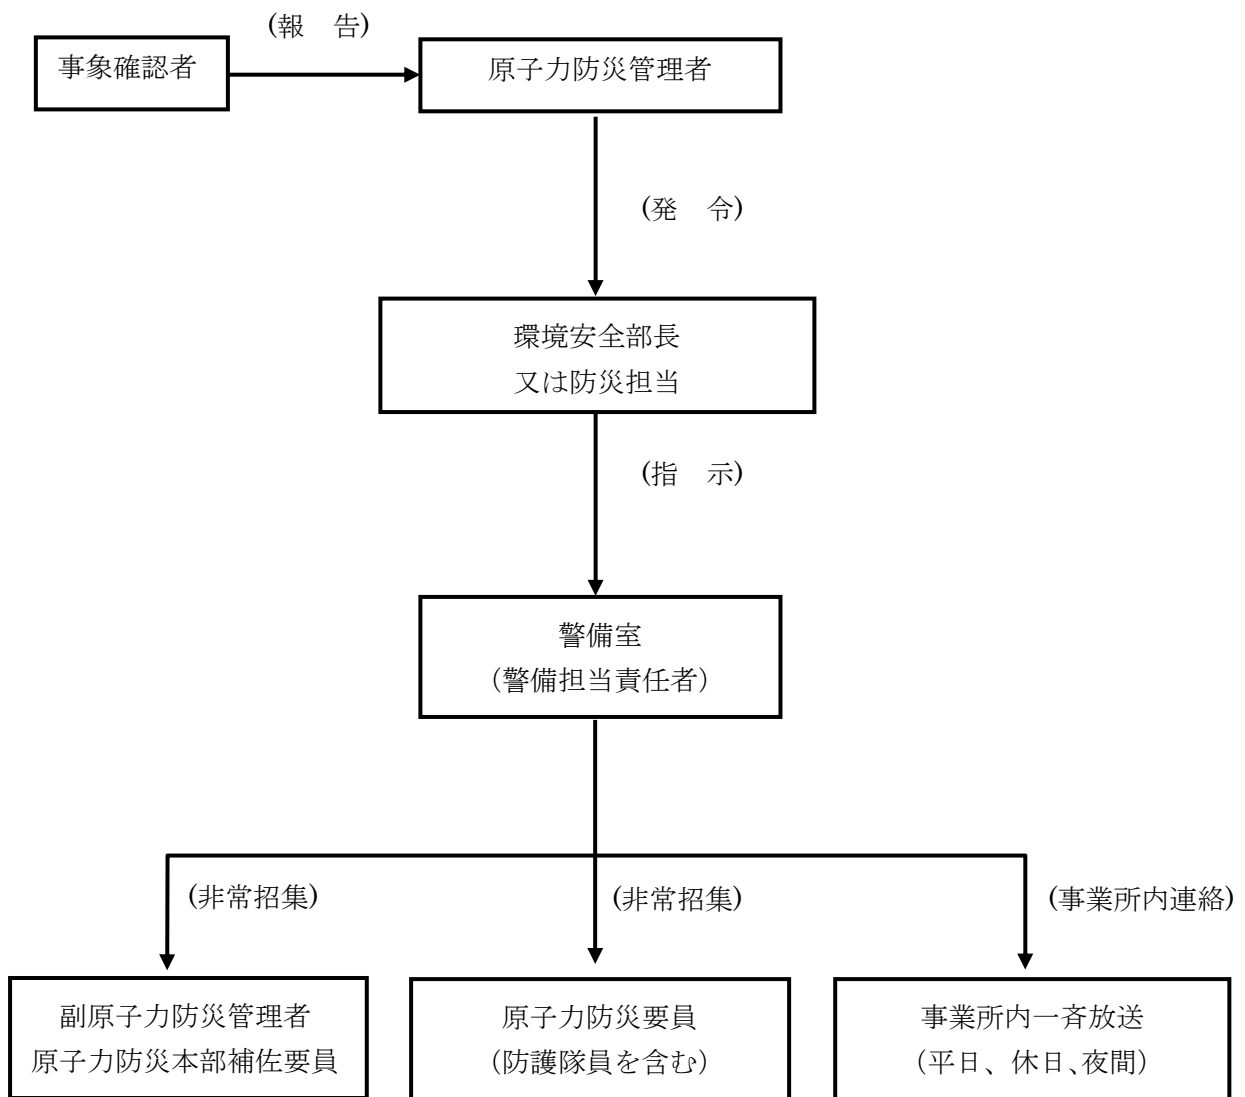 (報　告)
事象確認者
原子力防災管理者
(発　令)
環境安全部長
又は防災担当
(指　示)
警備室
（警備担当責任者）
(非常招集)
(非常招集)
(事業所内連絡)
副原子力防災管理者
原子力防災本部補佐要員
原子力防災要員
(防護隊員を含む)
事業所内一斉放送
（平日、休日､夜間）